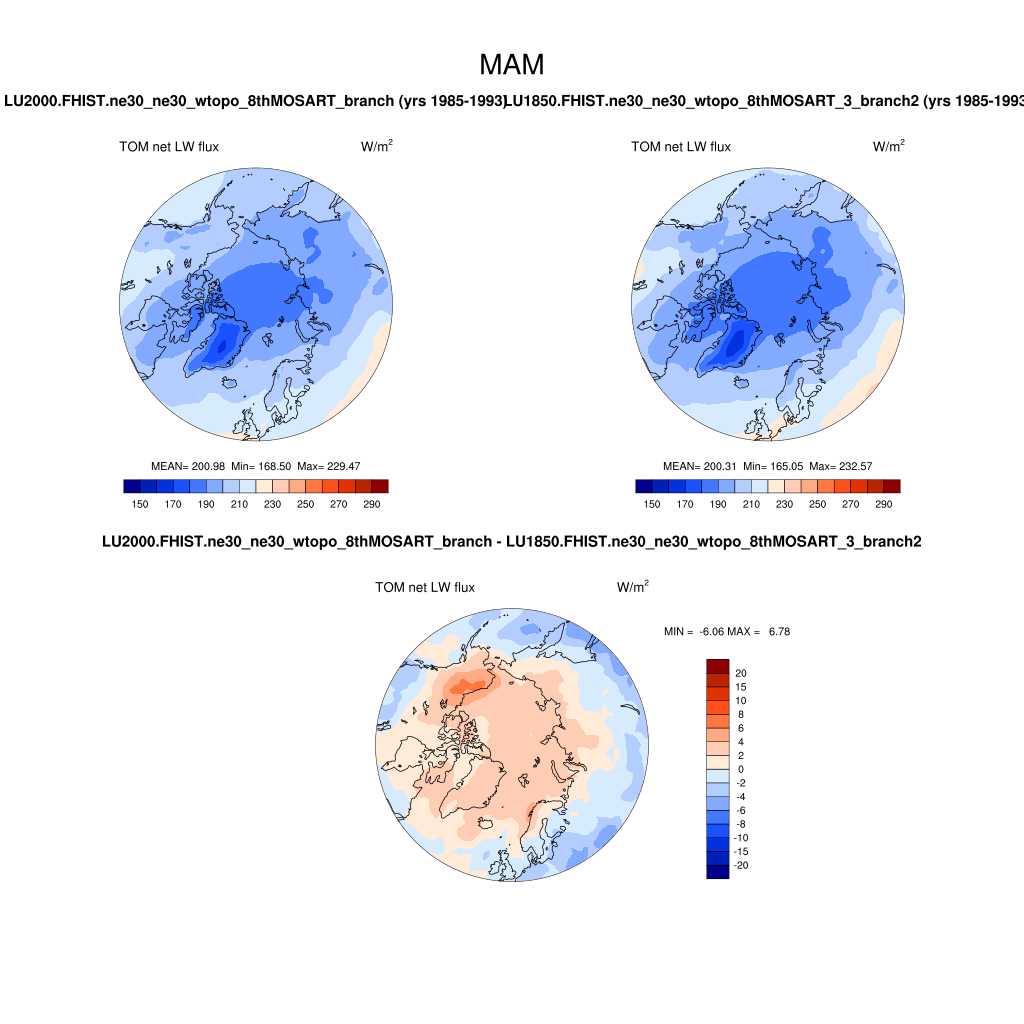 MAM
LU2000.FHIST.ne30_ne30_wtopo_8thMOSART_branch (yrs 1985-1993)
LU1850.FHIST.ne30_ne30_wtopo_8thMOSART_3_branch2 (yrs 1985-1993
TOM net LW flux W/m2
TOM net LW flux W/m2
MEAN= 200.98 Min= 168.50 Max= 229.47
MEAN= 200.31 Min= 165.05 Max= 232.57
150 170 190 210 230 250 270 290
150 170 190 210 230 250 270 290
LU2000.FHIST.ne30_ne30_wtopo_8thMOSART_branch - LU1850.FHIST.ne30_ne30_wtopo_8thMOSART_3_branch2
TOM net LW flux W/m2
MIN = -6.06 MAX = 6.78
20
15
10
8
6
4
2
0
-2
-4
-6
-8
-10
-15
-20